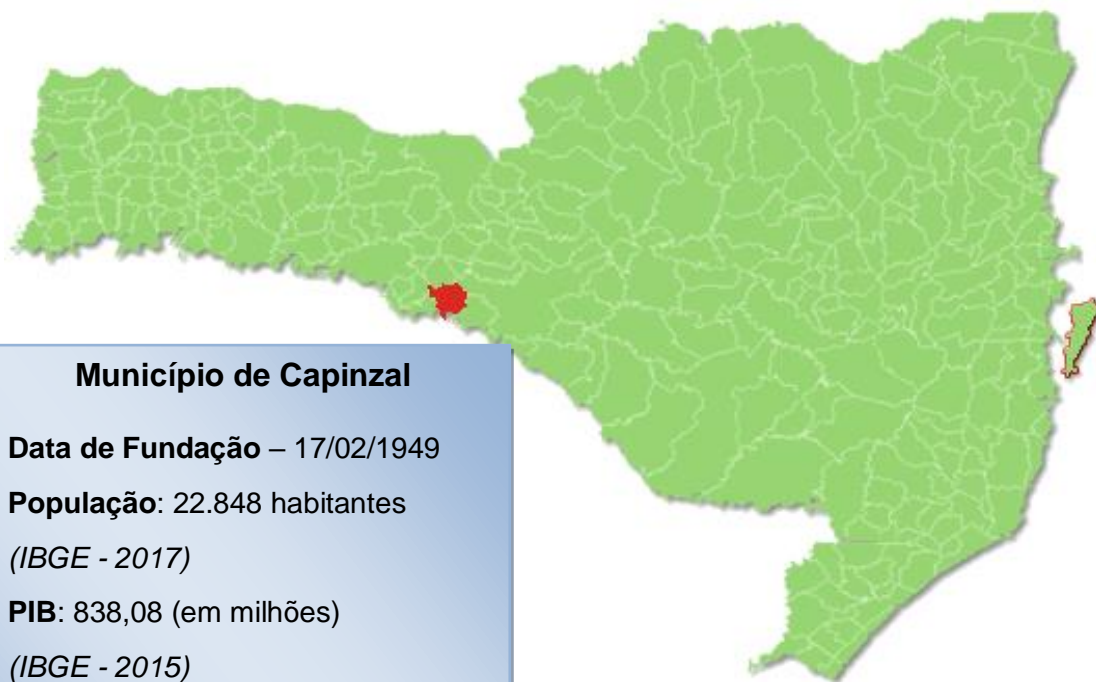 Município de Capinzal
Data de Fundação – 17/02/1949
População: 22.848 habitantes
(IBGE - 2017)
PIB: 838,08 (em milhões)
(IBGE - 2015)